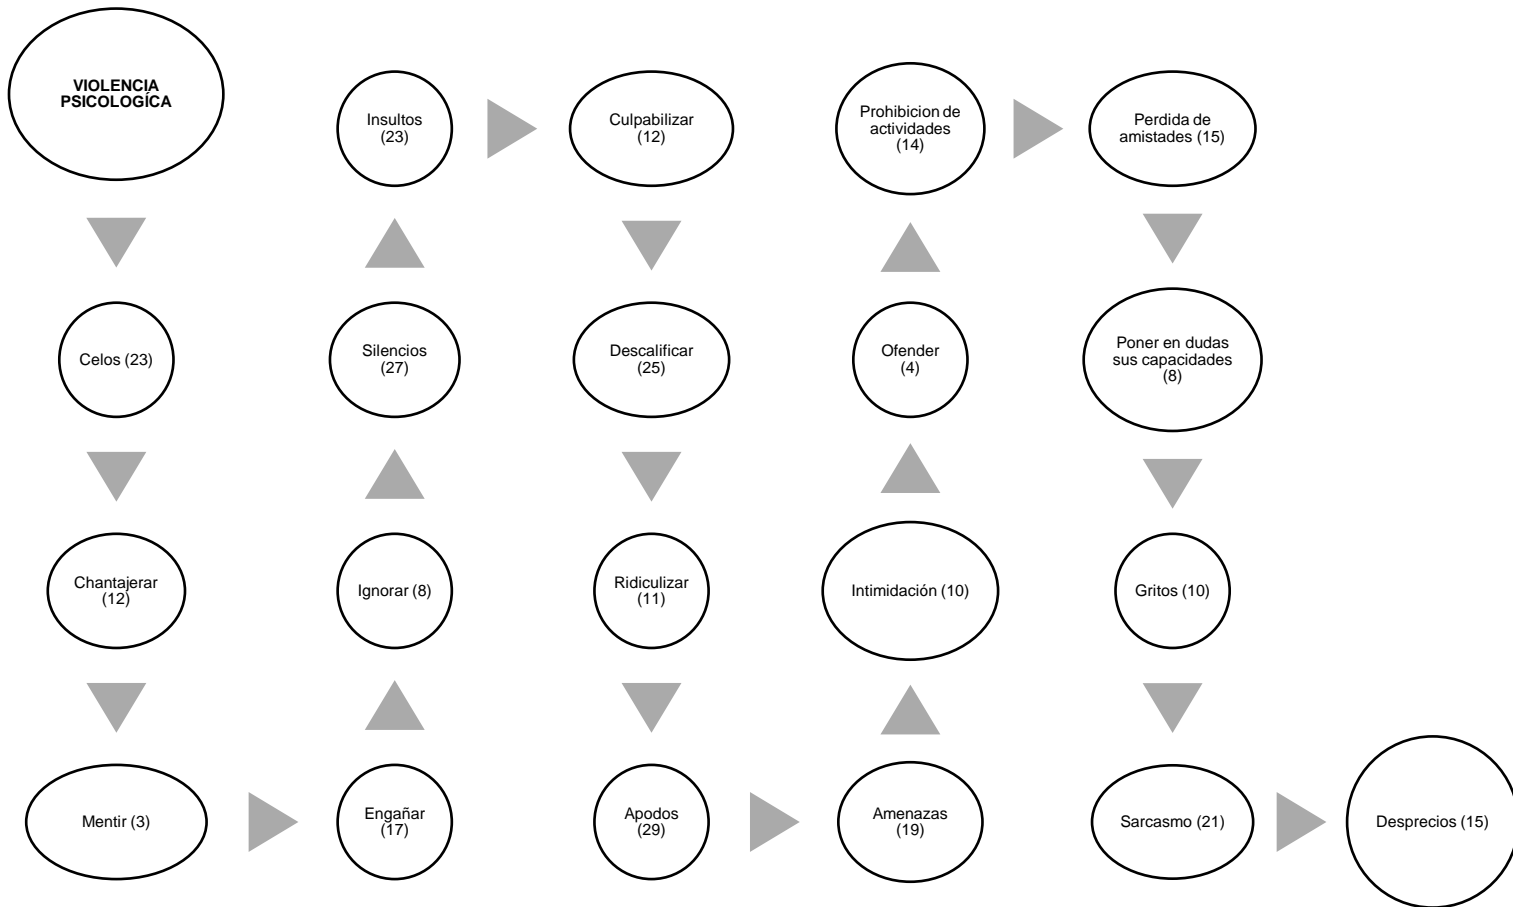 VIOLENCIA
PSICOLOGÍCA
Celos (23)
Chantajerar
(12)
Mentir (3)
Engañar
(17)
Ignorar (8)
Silencios
(27)
Insultos
(23)
Culpabilizar
(12)
Descalificar
(25)
Ridiculizar
(11)
Apodos
(29)
Amenazas
(19)
Intimidación (10)
Ofender
(4)
Prohibicion de
actividades
(14)
Perdida de
amistades (15)
Poner en dudas
sus capacidades
(8)
Gritos (10)
Sarcasmo (21)
Desprecios (15)